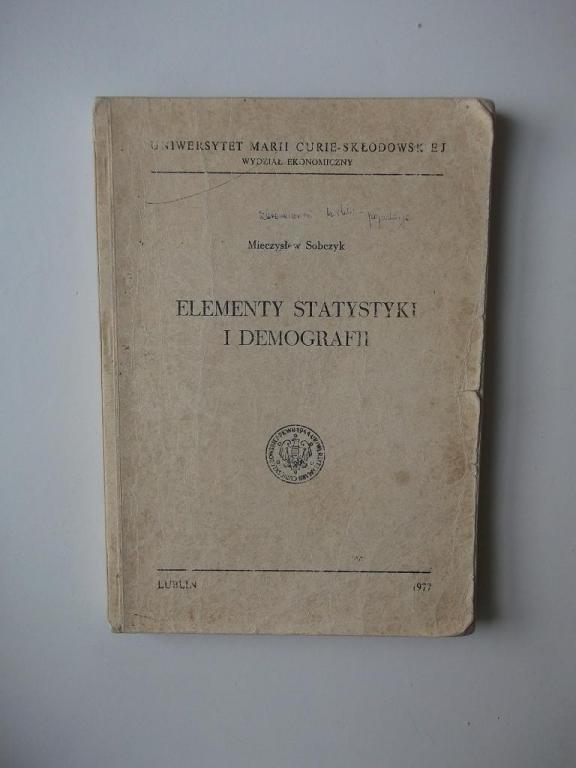 UNIWERSYTET MARII CURIE-SKŁODOWSKIEJ
WYDZIAŁ EKONOMICZNY
Mieczysław Sobczyk
ELEMENTY STATYSTYKI
I DEMOGRAFII
LUBLIN 1977